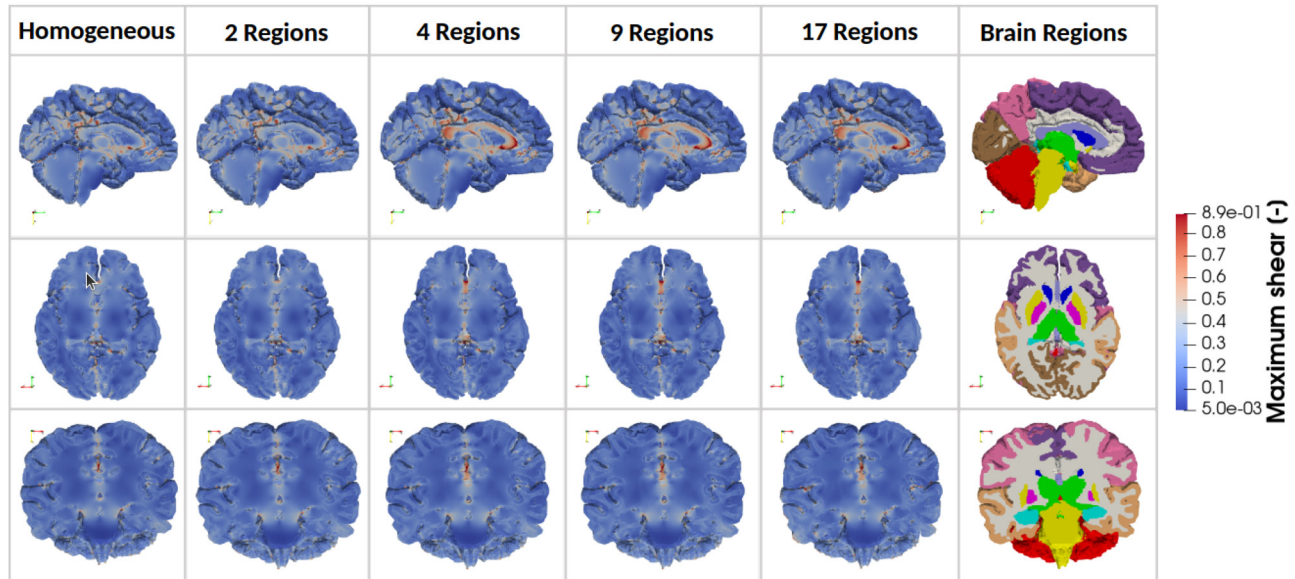 Homogeneous
2 Regions
4 Regions
9 Regions
17 Regions
Brain Regions
8.9e-01
0.8
0.7
0.6
0.5
0.4
0.3
0.2
0.1
5.0e-03
Maximum shear (-)